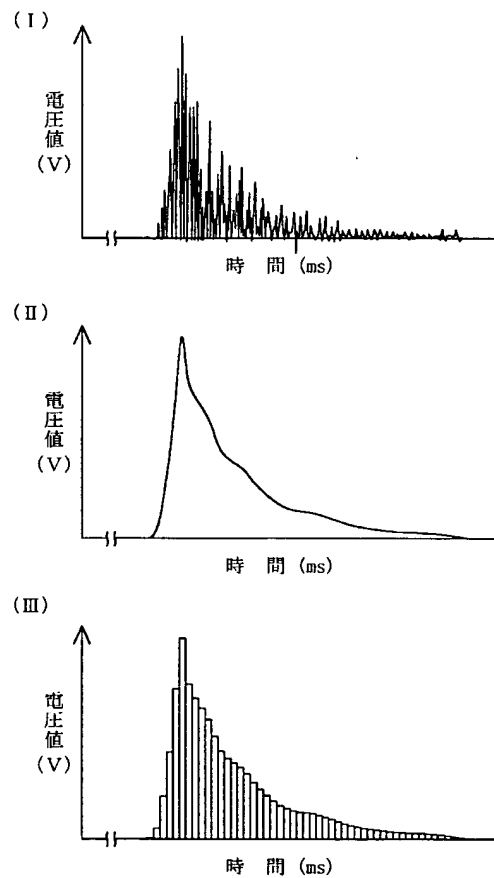 (I)
電圧値
(V)
時 間 (ms)
(II)
電圧値
(V)
時 間 (ms)
(III)
電圧値
(V)
時 間 (ms)